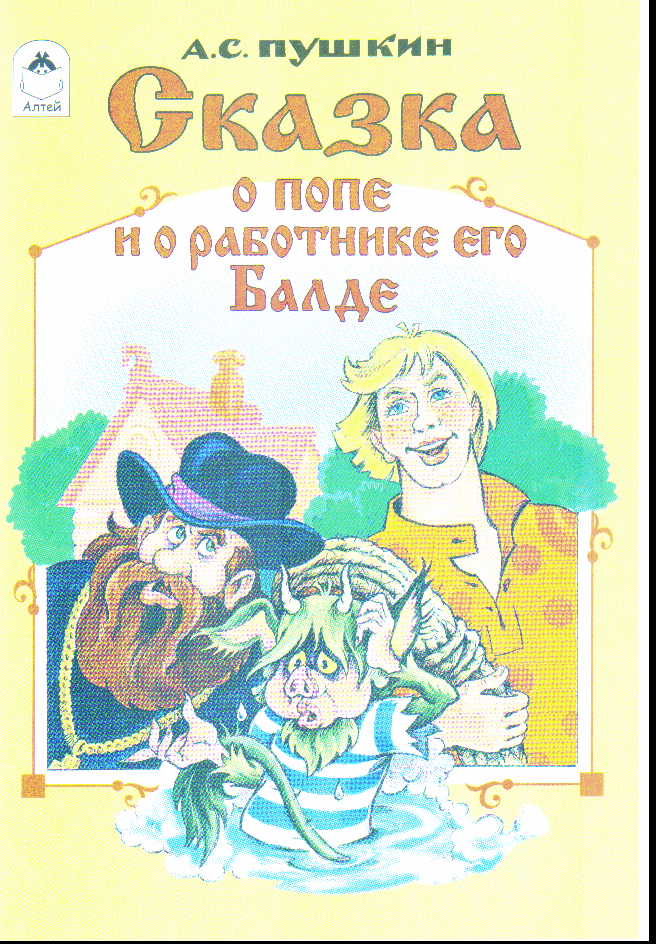 А.С. ПУШКИН
Алтей
Сказка
О ПОПЕ
И О РАБОТНИКЕ ЕГО
БАЛДЕ